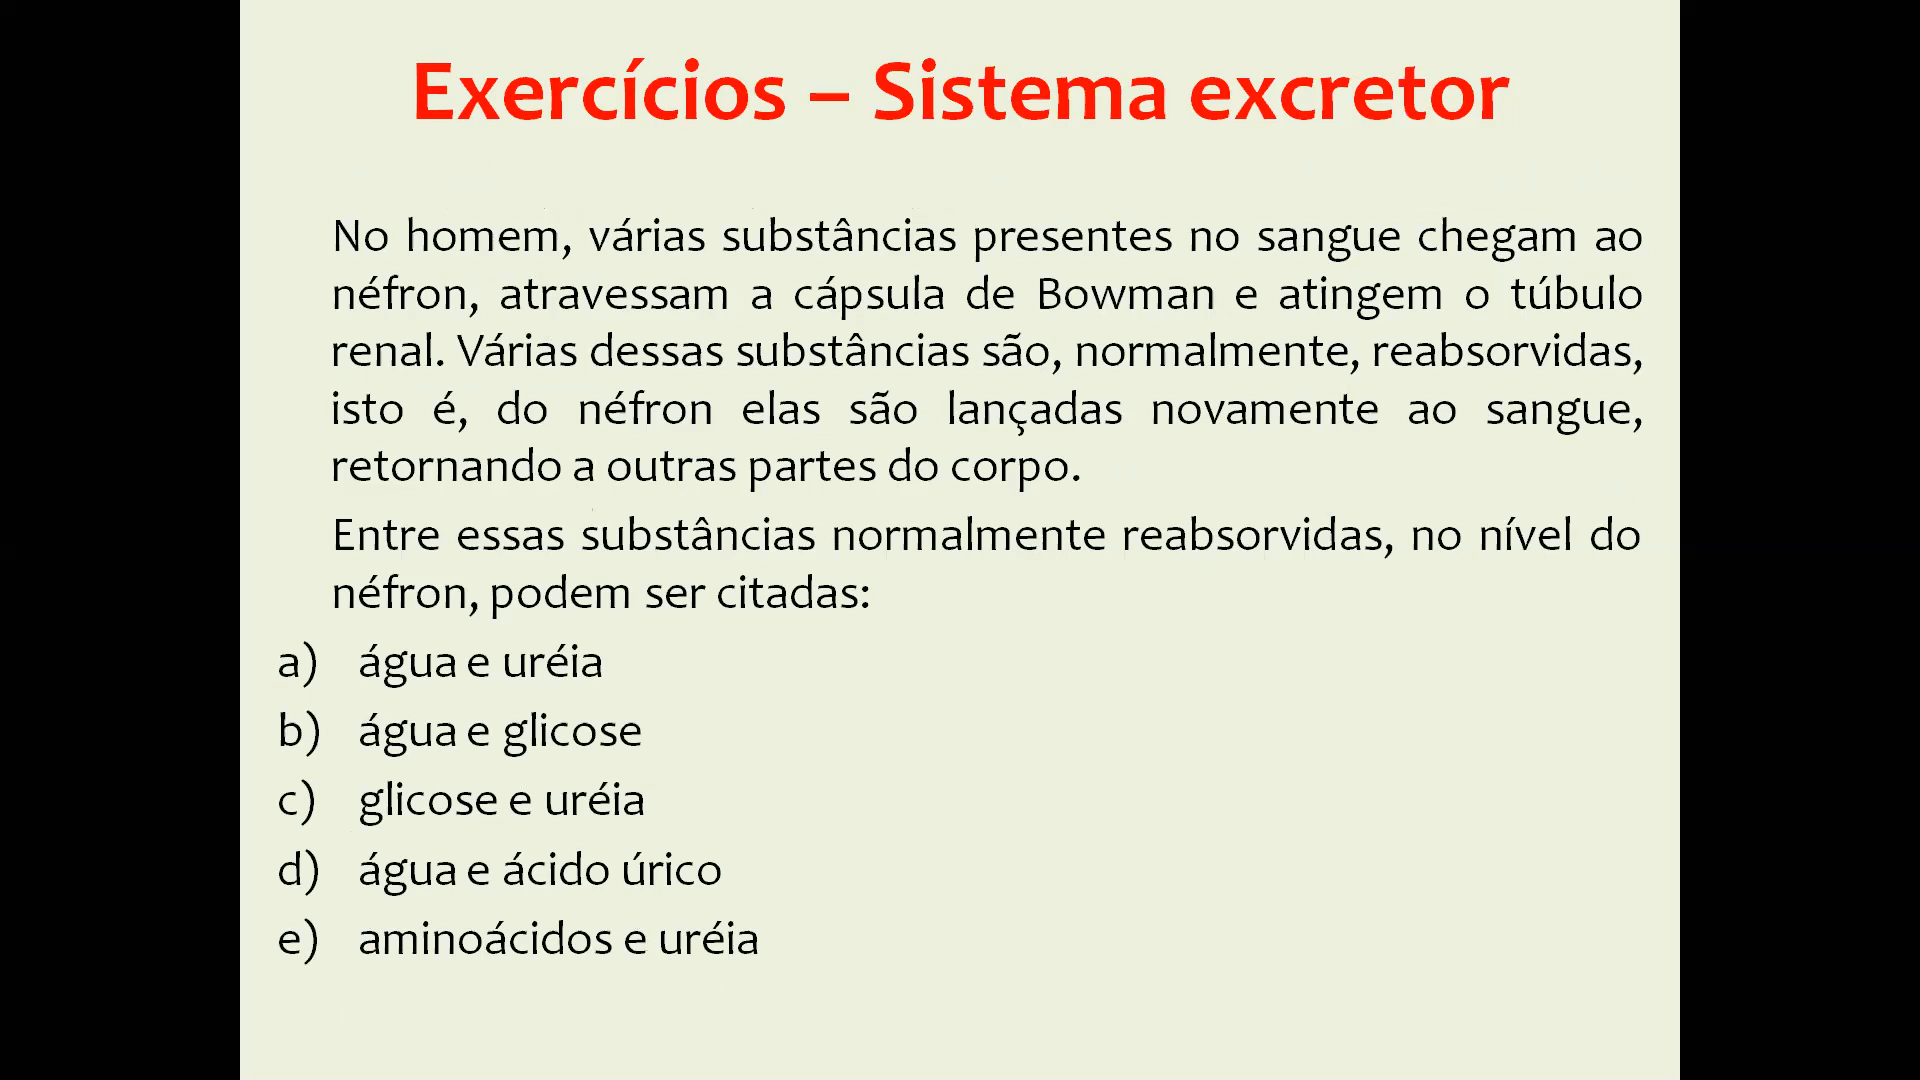 Exercícios – Sistema excretor
No homem, várias substâncias presentes no sangue chegam ao
néfron, atravessam a cápsula de Bowman e atingem o túbulo
renal. Várias dessas substâncias são, normalmente, reabsorvidas,
isto é, do néfron elas são lançadas novamente ao sangue,
retornando a outras partes do corpo.
Entre essas substâncias normalmente reabsorvidas, no nível do
néfron, podem ser citadas:
a) água e uréia
b) água e glicose
c) glicose e uréia
d) água e ácido úrico
e) aminoácidos e uréia